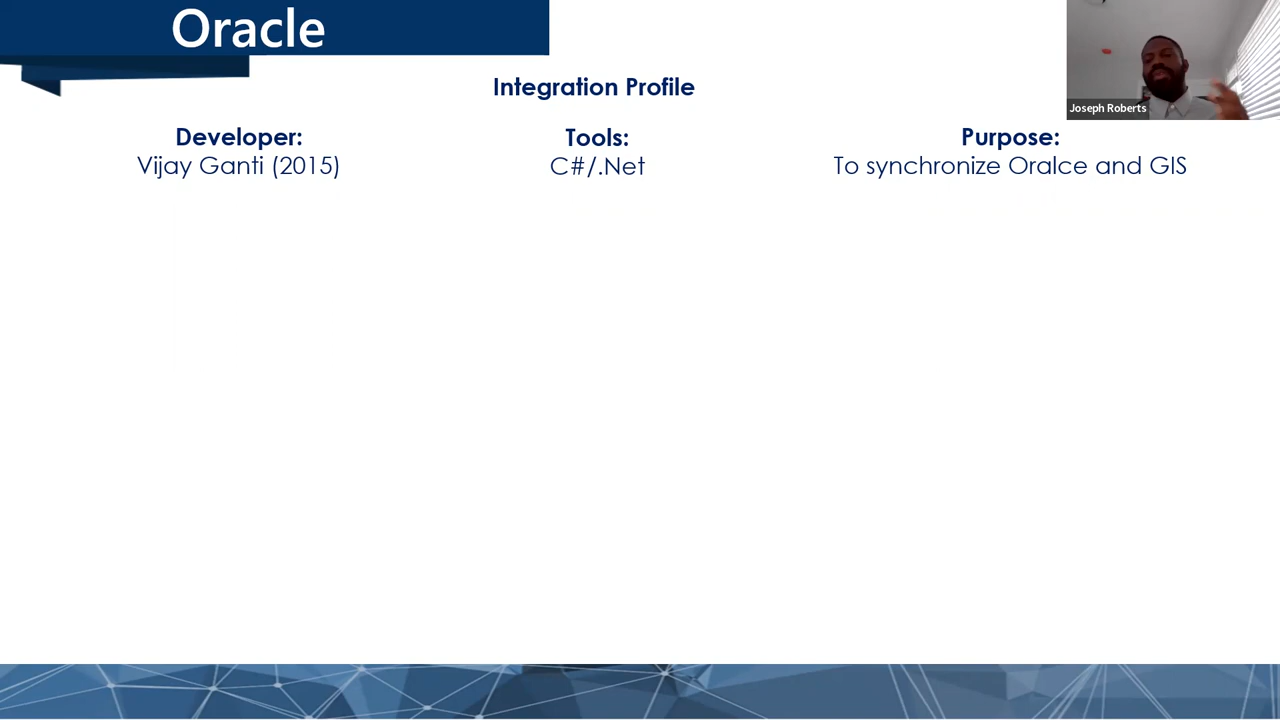 Oracle
Integration Profile
Joseph Roberts
Developer:
Vijay Ganti (2015)
Tools:
C#/.Net
Purpose:
To synchronize Oralce and GIS